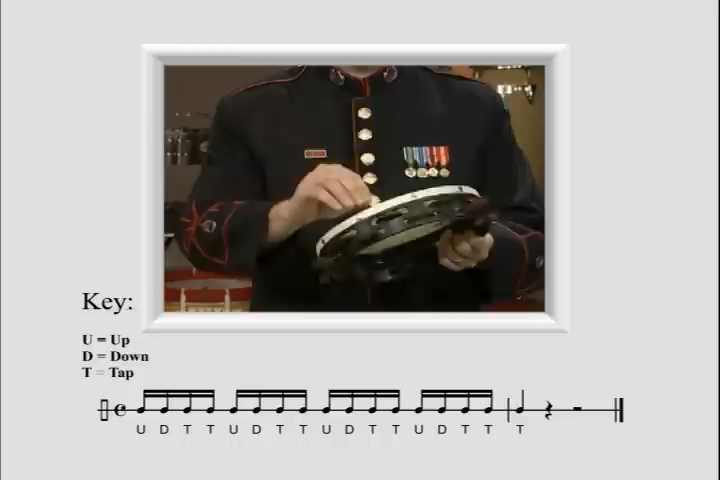 Key:
U = Up
D = Down
T = Tap
U D T T U D T T U D T T U D T T T